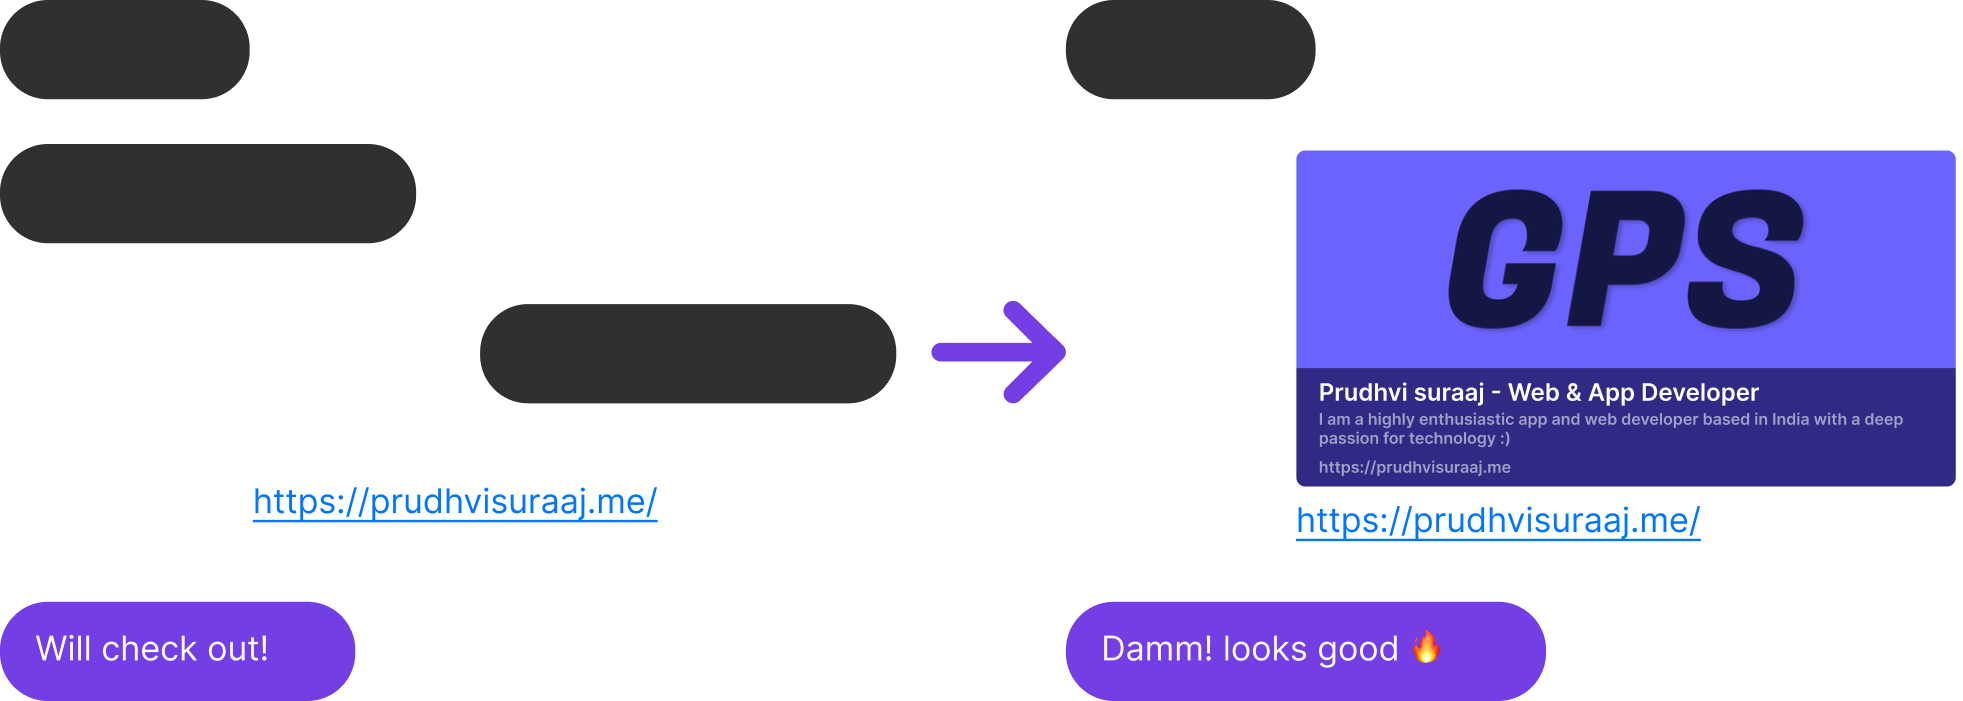 https://prudhvisuraaj.me/
Will check out!
GPS
Prudhvi suraaj - Web & App Developer
I am a highly enthusiastic app and web developer based in India with a deep
passion for technology :)
https://prudhvisuraaj.me
https://prudhvisuraaj.me/
Damm! looks good 🔥